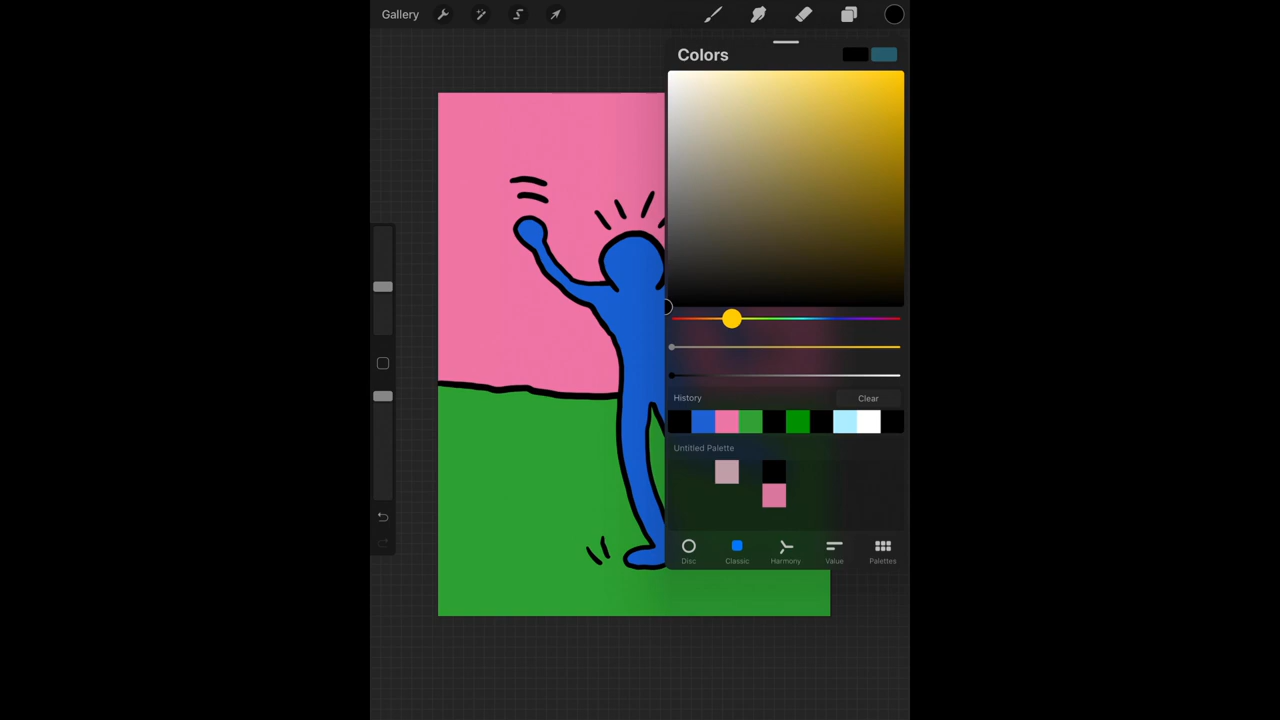 Gallery
Colors
History
Clear
Untitled Palette
Disc
Classic
Harmony
Value
Palettes